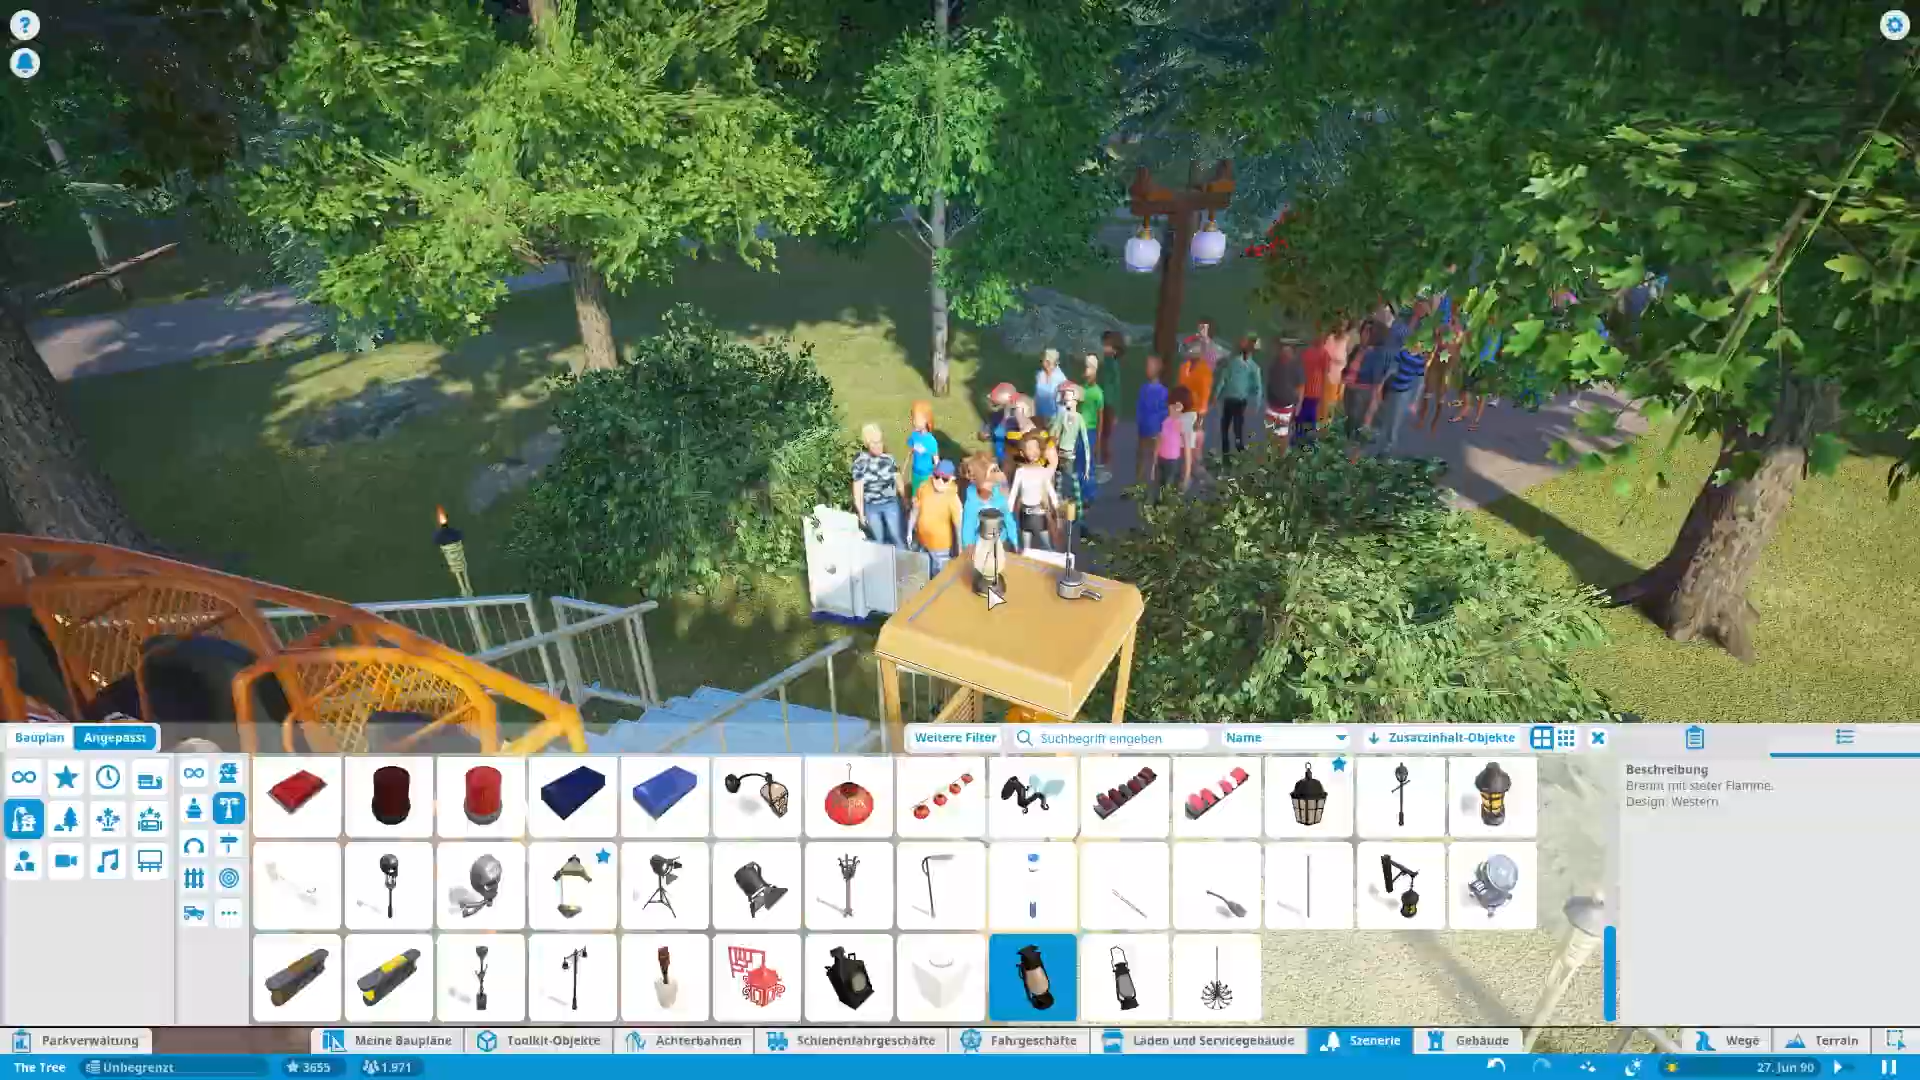 Bauplan
Angepasst
Weitere Filter
Suchbegriff eingeben
Name
Zusatzinhalt-Objekte
Beschreibung
Brennt mit steter Flamme.
Design: Western
Parkverwaltung
Meine Baupläne
Toolkit-Objekte
Achterbahnen
Schienenfahrgeschäfte
Fahrgeschäfte
Läden und Servicegebäude
Szenerie
Gebäude
Wege
Terrain
The Tree
Unbegrenzt
3655
1.971
27. Jun 90